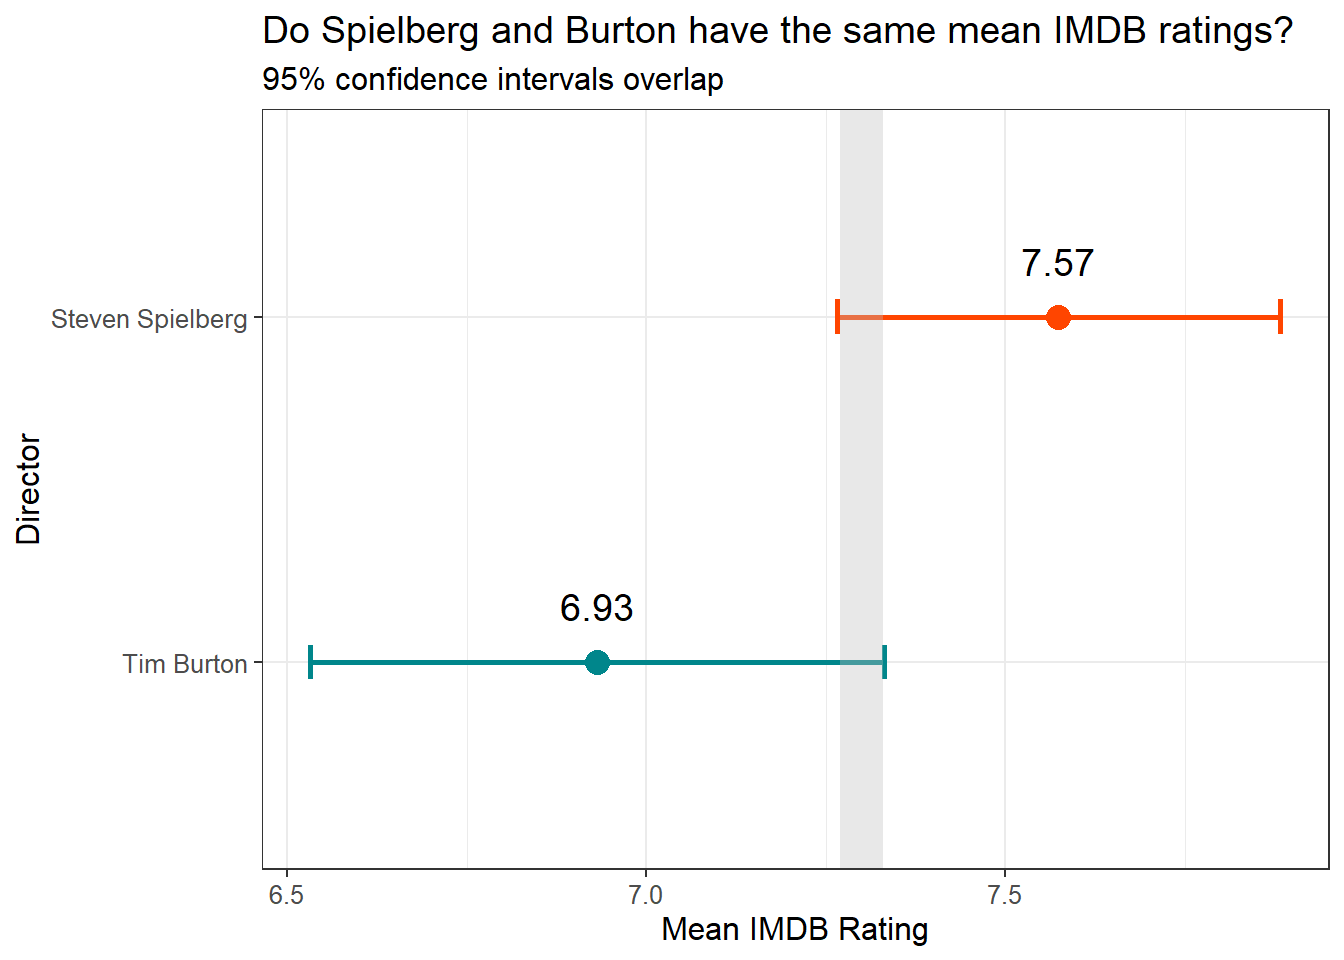 Do Spielberg and Burton have the same mean IMDB ratings?
95% confidence intervals overlap
7.57
Steven Spielberg
Director
6.93
Tim Burton
6.5 7.0 7.5
Mean IMDB Rating